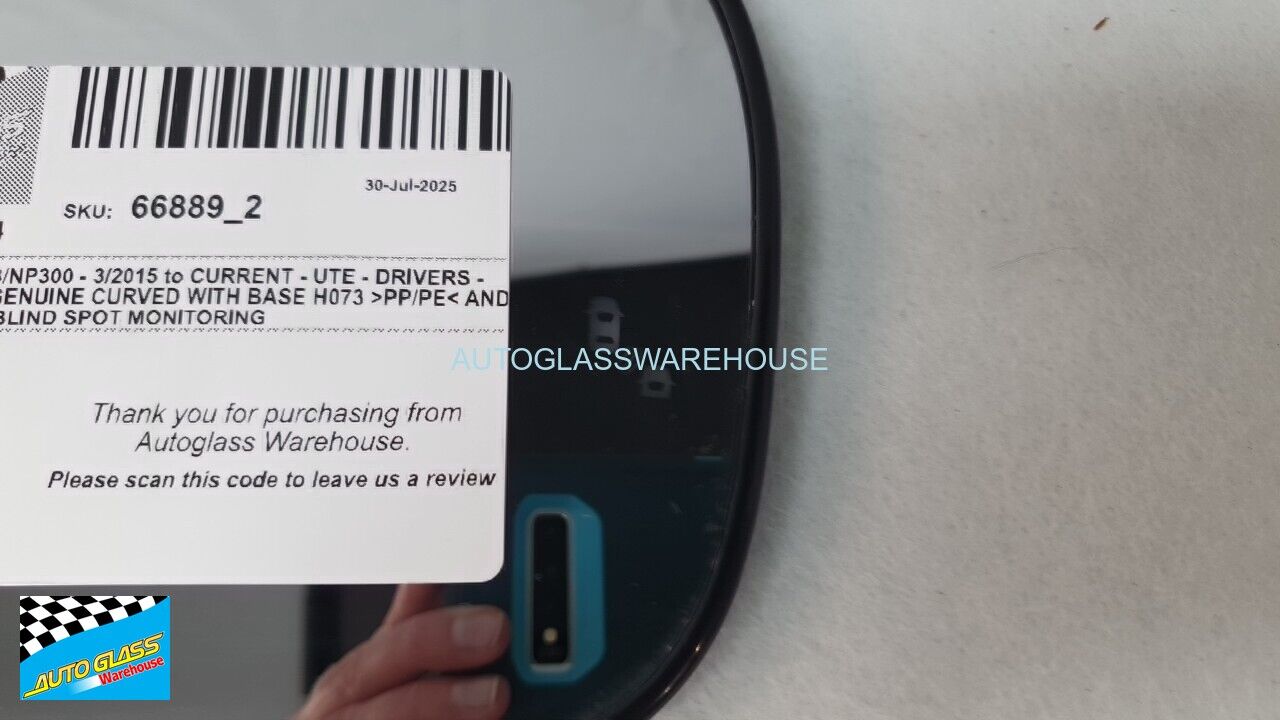 30-Jul-2025
SKU: 66889_2
/NP300 - 3/2015 to CURRENT - UTE - DRIVERS -
GENUINE CURVED WITH BASE H073 >PP/PE< AND
BLIND SPOT MONITORING
AUTOGLASSWAREHOUSE
Thank you for purchasing from
Autoglass Warehouse.
Please scan this code to leave us a review
AUTO GLASS
Warehouse